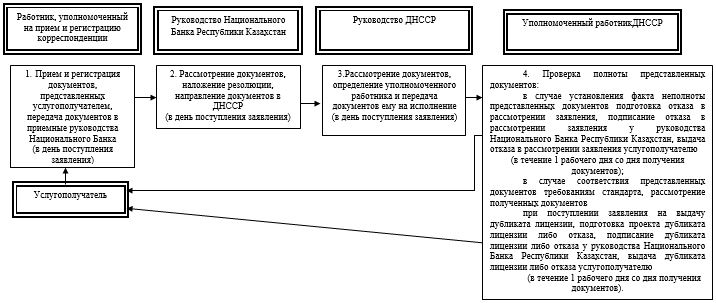 Работник, уполномоченный
на прием и регистрацию
корреспонденции
Руководство Национального
Банка Республики Казахстан
Руководство ДНССР
Уполномоченный работникДНССР
1. Прием и регистрация
документов,
представленных
услугополучателем,
передача документов в
приемные руководства
Национального Банка
(в день поступления
заявления)
2. Рассмотрение документов,
наложение резолюции,
направление документов в
ДНССР
(в день поступления заявления)
3.Рассмотрение документов,
определение уполномоченного
работника и передача
документов ему на исполнение
(в день поступления заявления)
4. Проверка полноты представленных
документов:
в случае установления факта неполноты
представленных документов подготовка отказа в
рассмотрении заявления, подписание отказа в
рассмотрении заявления у руководства
Национального Банка Республики Казахстан, выдача
отказа в рассмотрении заявления услугополучателю
(в течение 1 рабочего дня со дня получения
документов);
в случае соответствия представленных
документов требованиям стандарта, рассмотрение
полученных документов
при поступлении заявления на выдачу
дубликата лицензии, подготовка проекта дубликата
лицензии либо отказа, подписание дубликата
лицензии либо отказа у руководства Национального
Банка Республики Казахстан, выдача дубликата
лицензии либо отказа услугополучателю
(в течение 1 рабочего дня со дня получения
документов).
Услугополучатель